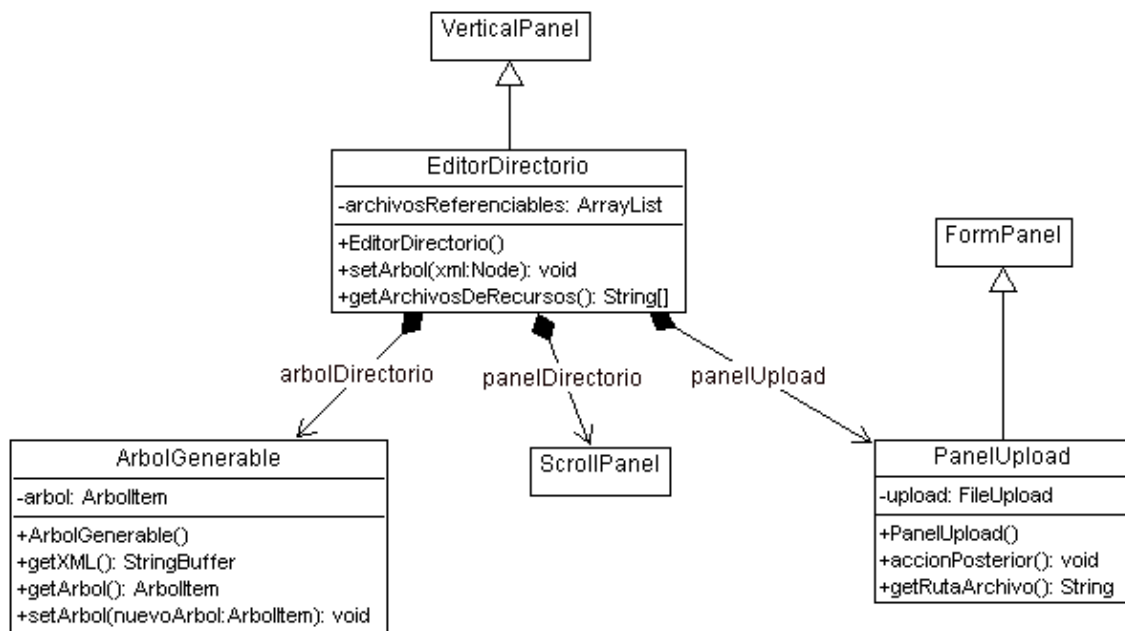 VerticalPanel
EditorDirectorio
-archivosReferenciables: ArrayList
+EditorDirectorio()
+setArbol(xml:Node): void
+getArchivosDeRecursos(): String[]
FormPanel
arbolDirectorio
panelDirectorio
panelUpload
ArbolGenerable
-arbol: ArbolItem
+ArbolGenerable()
+getXML(): StringBuffer
+getArbol(): ArbolItem
+setArbol(nuevoArbol:ArbolItem): void
ScrollPanel
PanelUpload
-upload: FileUpload
+PanelUpload()
+accionPosterior(): void
+getRutaArchivo(): String